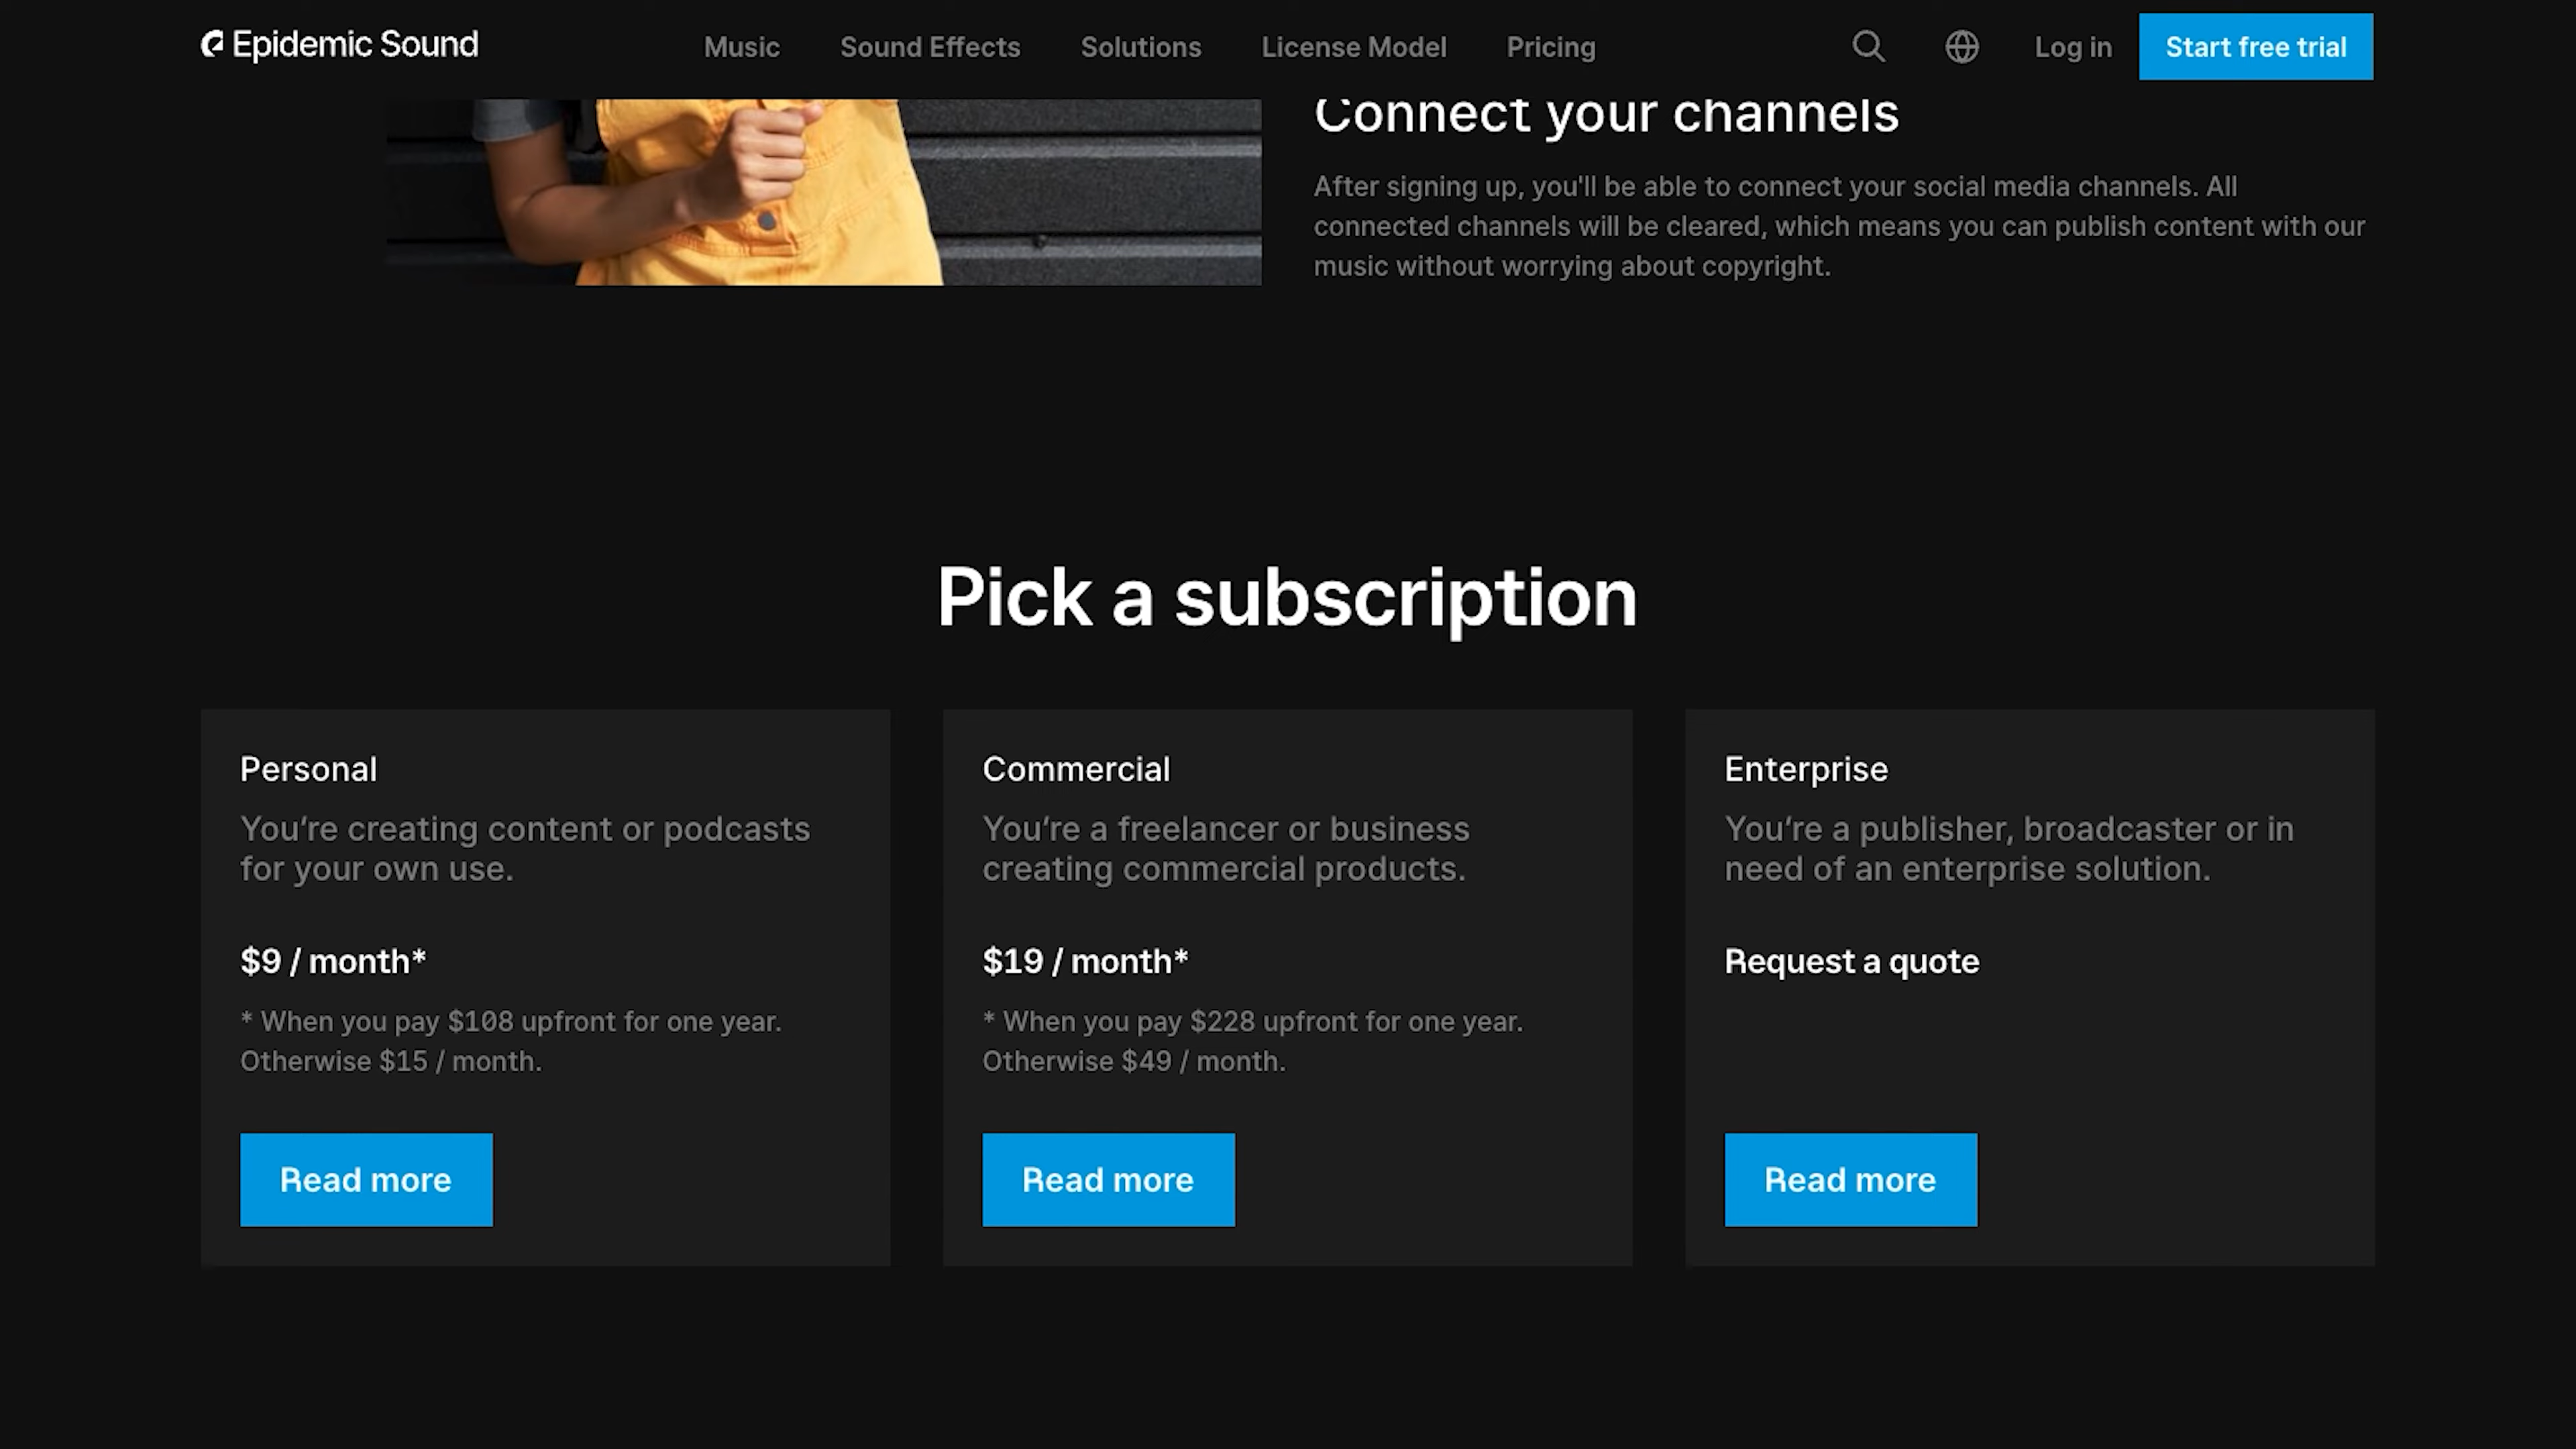 Epidemic Sound
Music
Sound Effects
Solutions
License Model
Pricing
Log in
Start free trial
Connect your channels
After signing up, you'll be able to connect your social media channels. All
connected channels will be cleared, which means you can publish content with our
music without worrying about copyright.
Pick a subscription
Personal
You're creating content or podcasts
for your own use.
$9 / month*
* When you pay $108 upfront for one year.
Otherwise $15 / month.
Read more
Commercial
You're a freelancer or business
creating commercial products.
$19 / month*
* When you pay $228 upfront for one year.
Otherwise $49 / month.
Read more
Enterprise
You're a publisher, broadcaster or in
need of an enterprise solution.
Request a quote
Read more